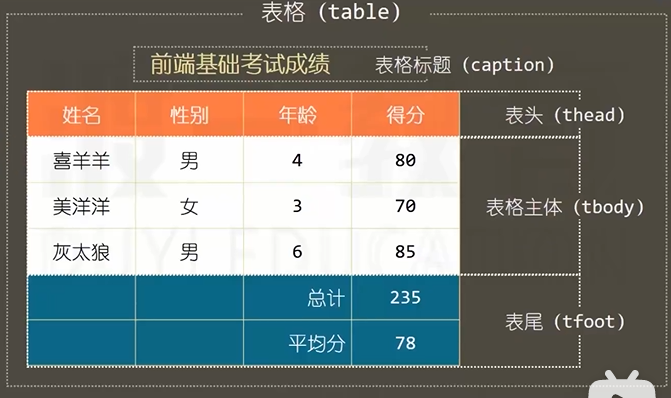 表格 (table)
前端基础考试成绩 表格标题 (caption)
姓名 性别 年龄 得分 表头 (thead)
喜羊羊 男 4 80
美洋洋 女 3 70 表格主体 (tbody)
灰太狼 男 6 85
总计 235
表尾 (tfoot)
平均分 78